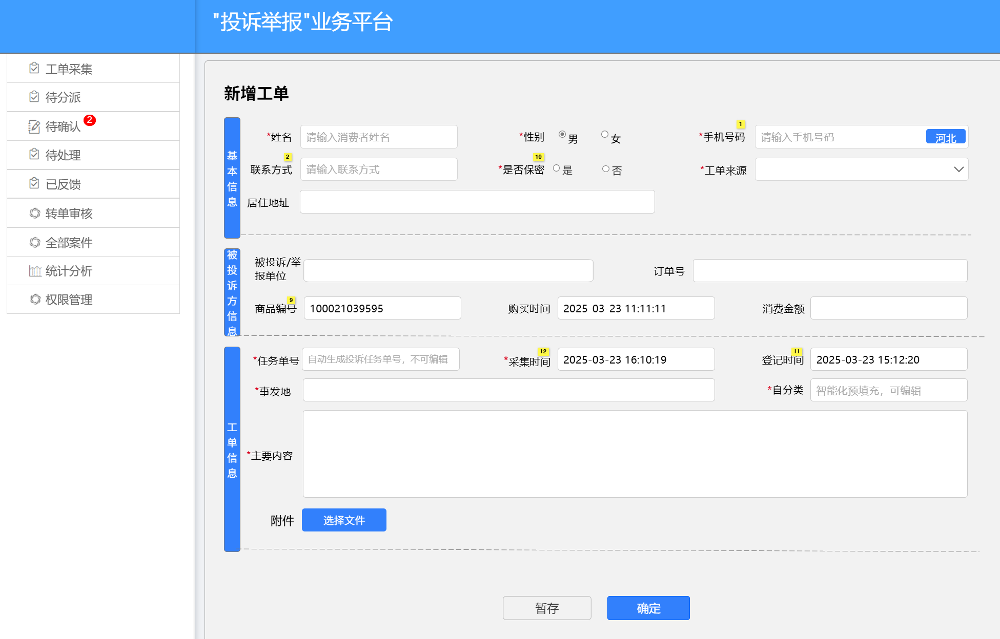 "投诉举报"业务平台
工单采集
待分派
待确认 2
待处理
已反馈
转单审核
全部案件
统计分析
权限管理
新增工单
基本信息
*姓名 请输入消费者姓名 *性别 男 女 *手机号码 1 请输入手机号码 河北
联系方式 2 请输入联系方式 *是否保密 10 是 否 *工单来源
居住地址
被投诉方信息
被投诉/举
报单位 订单号
商品编号 9 100021039595 购买时间 2025-03-23 11:11:11 消费金额
工单信息
*任务单号 自动生成投诉任务单号，不可编辑 *采集时间 12 2025-03-23 16:10:19 登记时间 11 2025-03-23 15:12:20
*事发地 *自分类 智能化预填充，可编辑
*主要内容
附件 选择文件
暂存 确定